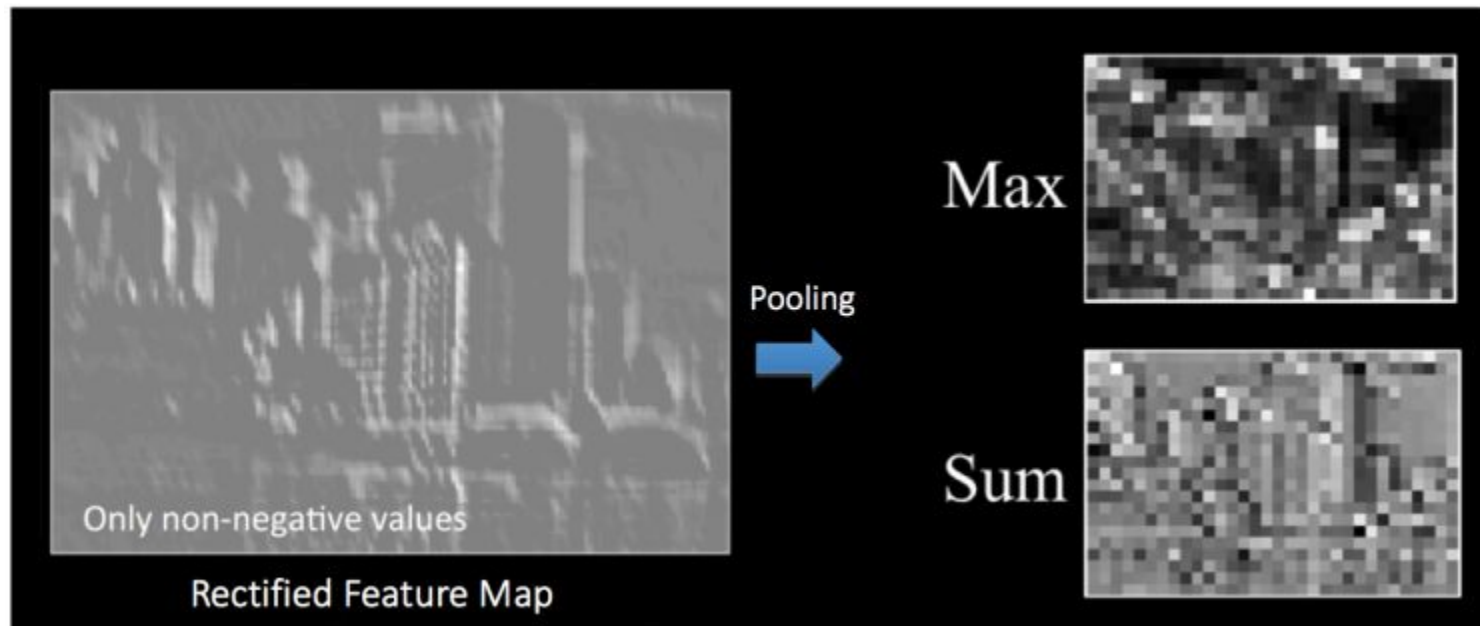 Only non-negative values
Rectified Feature Map
Pooling
Max
Sum